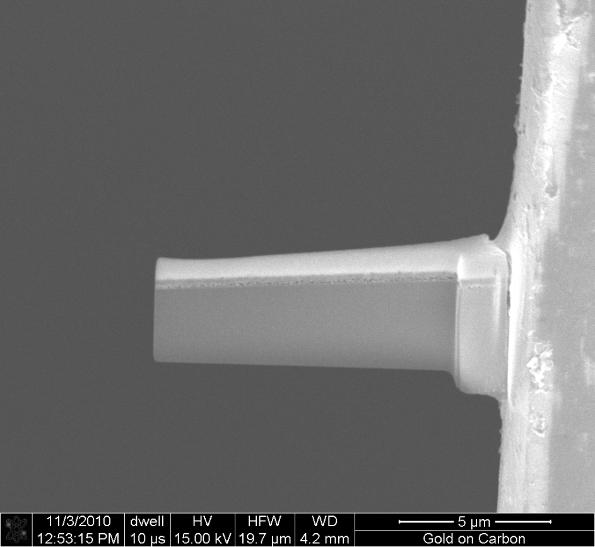 11/3/2010 dwell HV HFW WD 5 µm
12:53:15 PM 10 µs 15.00 kV 19.7 µm 4.2 mm Gold on Carbon